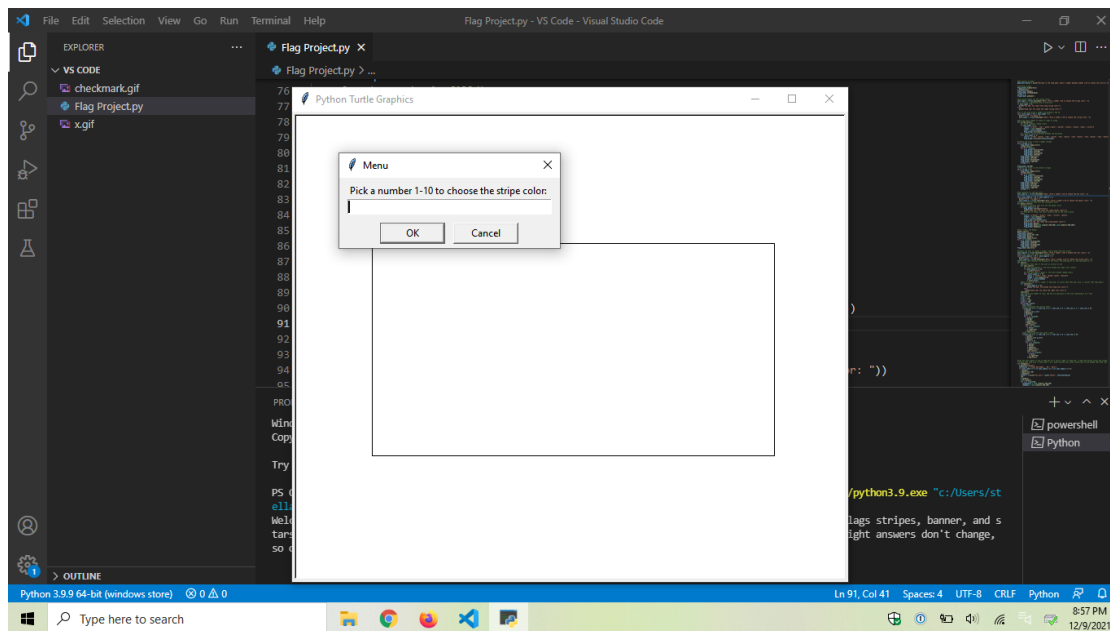 File Edit Selection View Go Run Terminal Help
Flag Project.py - VS Code - Visual Studio Code
EXPLORER
VS CODE
checkmark.gif
Flag Project.py
x.gif
OUTLINE
Flag Project.py
Flag Project.py > ...
76
77
78
79
80
81
82
83
84
85
86
87
88
89
90 )
91
92
93
94 r: "))
95
Python Turtle Graphics
Menu
Pick a number 1-10 to choose the stripe color:
OK Cancel
PRO
powershell
Python
Wind
Copy
Try
PS C /python3.9.exe "c:/Users/st
ella
Welc lags stripes, banner, and s
tars ight answers don't change,
so c
Python 3.9.9 64-bit (windows store) 0 0
Ln 91, Col 41 Spaces: 4 UTF-8 CRLF Python
Type here to search
8:57 PM
12/9/2021